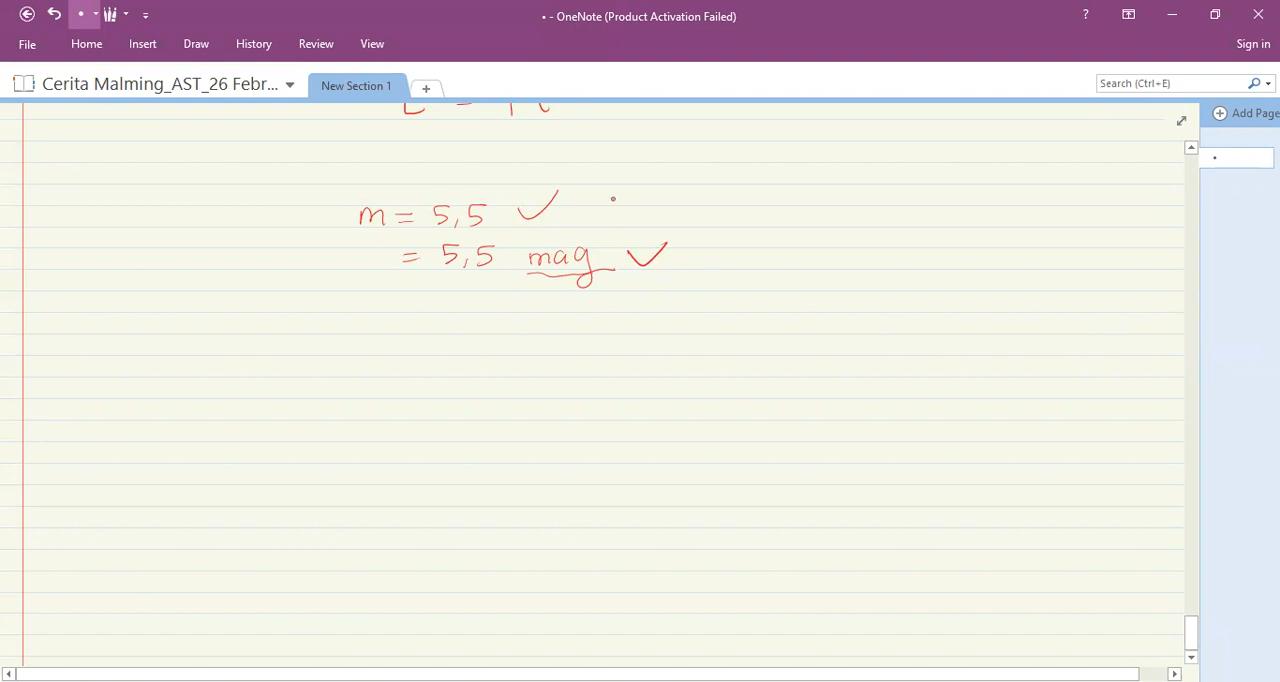 • - OneNote (Product Activation Failed)
?
File Home Insert Draw History Review View Sign in
Cerita Malming_AST_26 Febr... New Section 1 + Search (Ctrl+E)
Add Page
m = 5,5 ✓
= 5,5 mag ✓